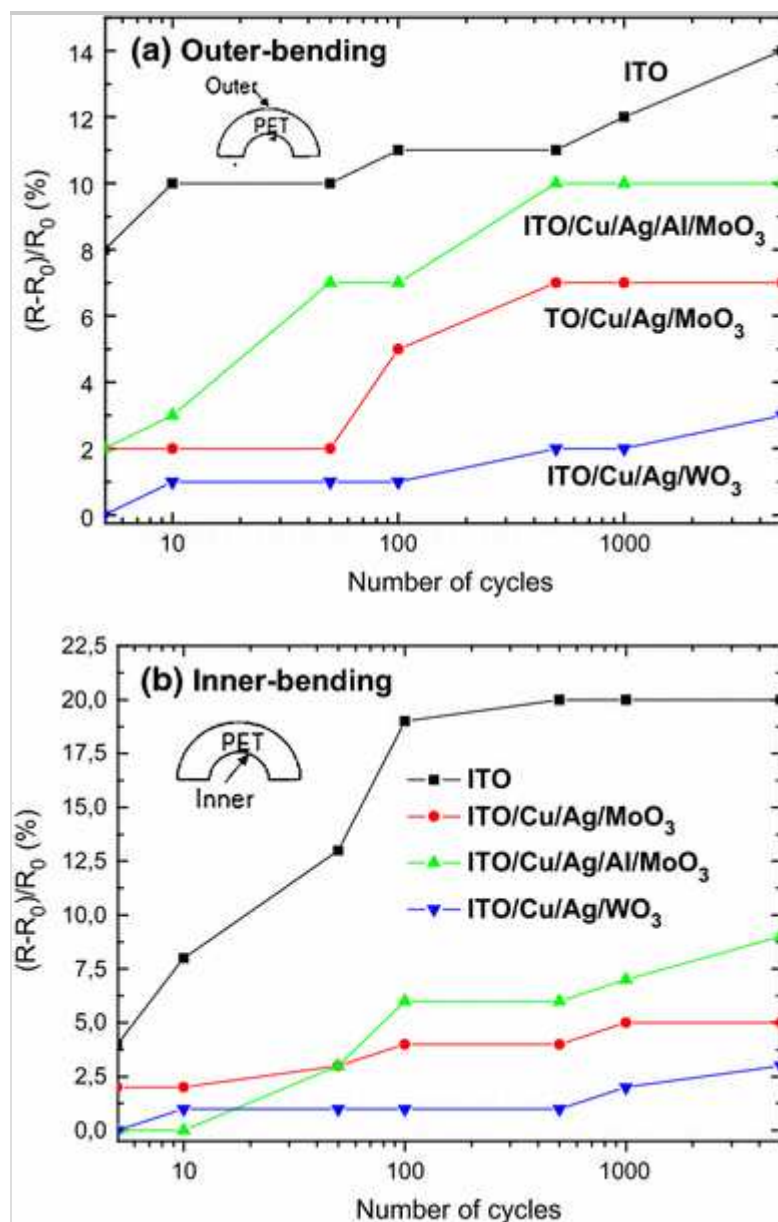 (a) Outer-bending
ITO
Outer
PET
ITO/Cu/Ag/Al/MoO₃
TO/Cu/Ag/MoO₃
ITO/Cu/Ag/WO₃
(R-R₀)/R₀ (%)
14
12
10
8
6
4
2
0
10 100 1000
Number of cycles
(b) Inner-bending
PET
Inner
ITO
ITO/Cu/Ag/MoO₃
ITO/Cu/Ag/Al/MoO₃
ITO/Cu/Ag/WO₃
(R-R₀)/R₀ (%)
22,5
20,0
17,5
15,0
12,5
10,0
7,5
5,0
2,5
0,0
10 100 1000
Number of cycles